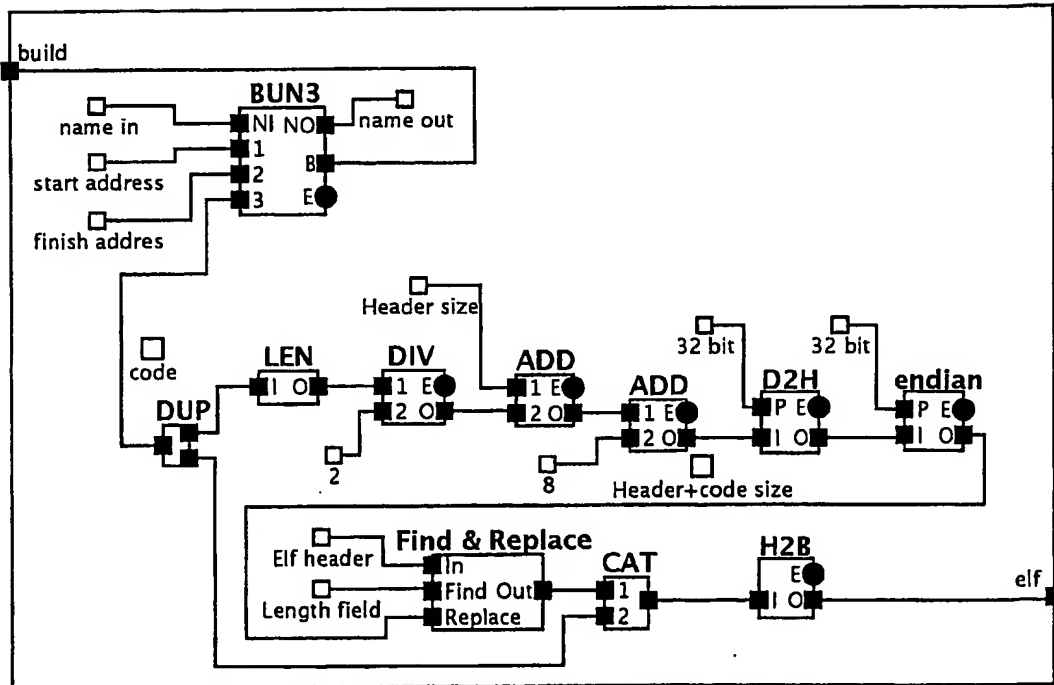 build
BUN3
name in
NI NO
name out
1
start address
B
2
finish addres
3
E
Header size
32 bit
32 bit
code
LEN
I O
DIV
1 E
2 O
ADD
1 E
2 O
ADD
1 E
2 O
D2H
P E
I O
endian
P E
I O
DUP
2
8
Header+code size
Elf header
Find & Replace
In
Length field
Find Out
Replace
CAT
1
2
H2B
E
I O
elf